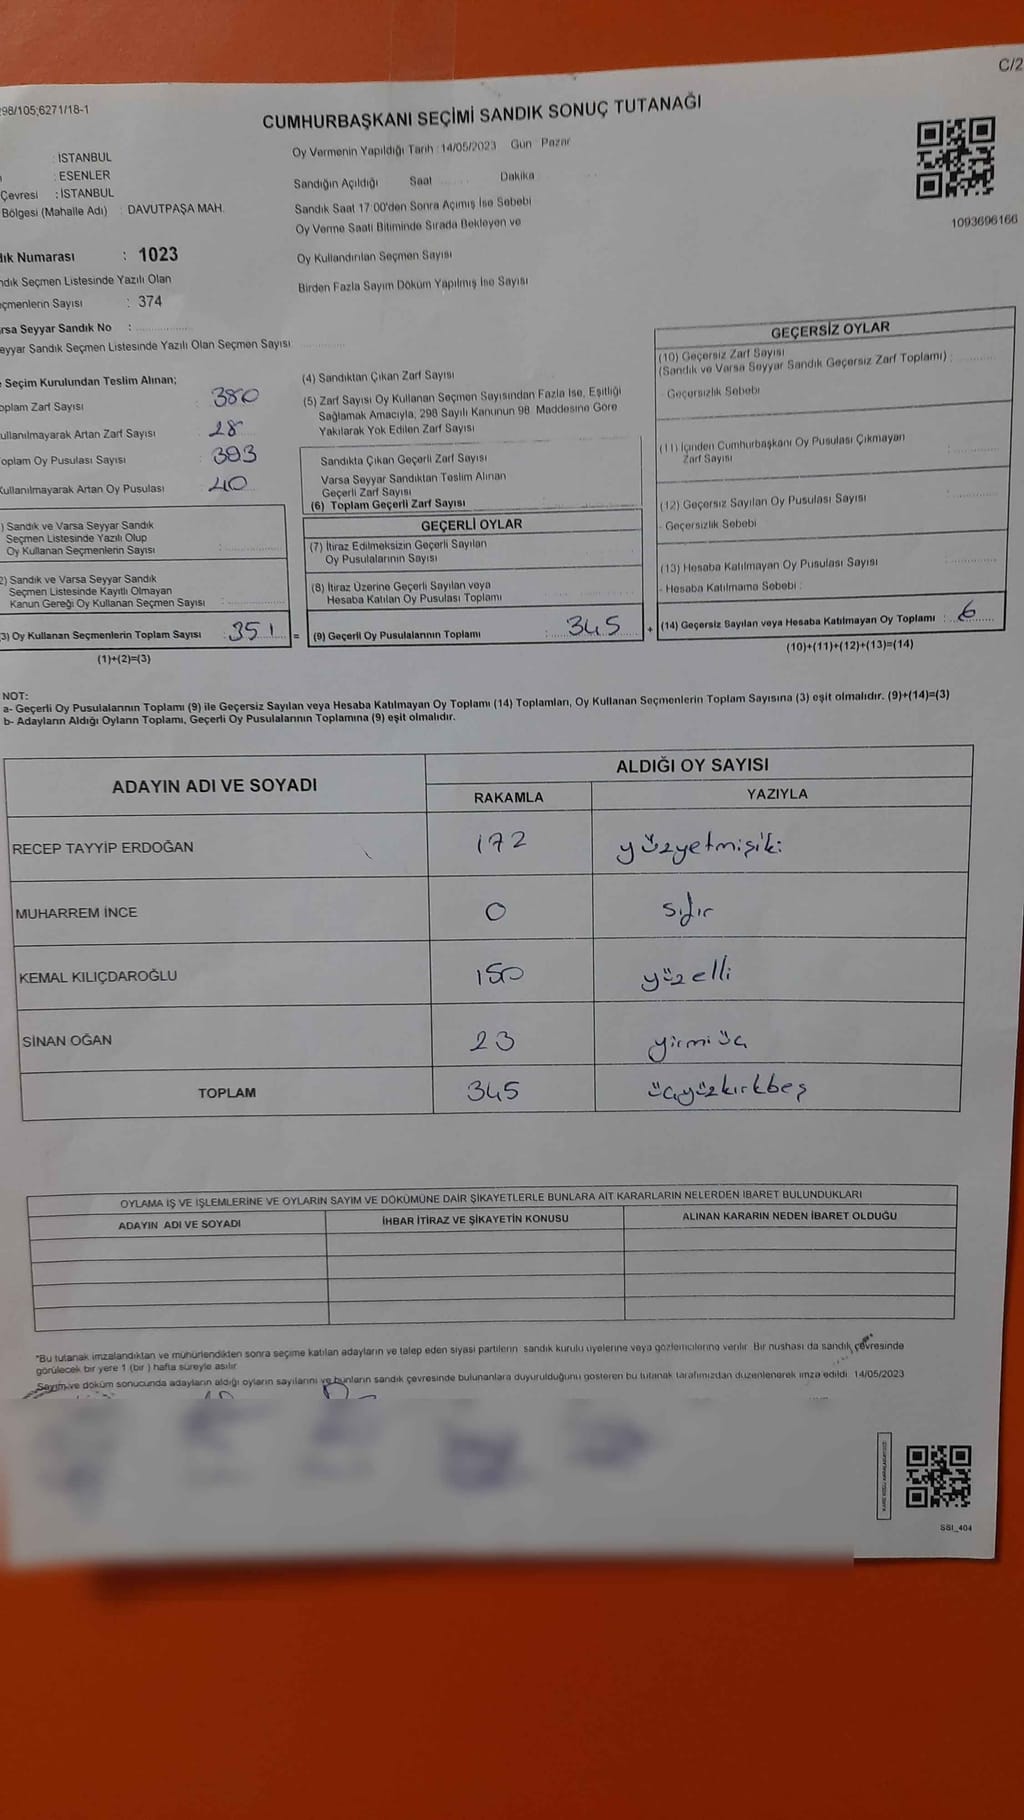 298/105;6271/18-1
C/2
CUMHURBAŞKANI SEÇİMİ SANDIK SONUÇ TUTANAĞI
: İSTANBUL
: ESENLER
Çevresi : İSTANBUL
Bölgesi (Mahalle Adı) : DAVUTPAŞA MAH.
Oy Vermenin Yapıldığı Tarih : 14/05/2023 Gün Pazar
Sandığın Açıldığı Saat Dakika
Sandık Saat 17:00'den Sonra Açımış İse Sebebi
Oy Verme Saati Bitiminde Sırada Bekleyen ve
Oy Kullandırılan Seçmen Sayısı
Birden Fazla Sayım Döküm Yapılmış İse Sayısı
1093696166
dık Numarası : 1023
ndık Seçmen Listesinde Yazılı Olan
eçmenlerin Sayısı : 374
rsa Seyyar Sandık No :
eyyar Sandık Seçmen Listesinde Yazılı Olan Seçmen Sayısı
Seçim Kurulundan Teslim Alınan;
oplam Zarf Sayısı : 380
ullanılmayarak Artan Zarf Sayısı : 28
oplam Oy Pusulası Sayısı : 393
Kullanılmayarak Artan Oy Pusulası : 40
) Sandık ve Varsa Seyyar Sandık
Seçmen Listesinde Yazılı Olup
Oy Kullanan Seçmenlerin Sayısı :
2) Sandık ve Varsa Seyyar Sandık
Seçmen Listesinde Kayıtlı Olmayan
Kanun Gereği Oy Kullanan Seçmen Sayısı :
3) Oy Kullanan Seçmenlerin Toplam Sayısı : 351 =
(1)+(2)=(3)
(4) Sandıktan Çıkan Zarf Sayısı
(5) Zarf Sayısı Oy Kullanan Seçmen Sayısından Fazla İse, Eşitliği
Sağlamak Amacıyla; 298 Sayılı Kanunun 98. Maddesine Göre
Yakılarak Yok Edilen Zarf Sayısı
Sandıkta Çıkan Geçerli Zarf Sayısı
Varsa Seyyar Sandıktan Teslim Alınan
Geçerli Zarf Sayısı
(6) Toplam Geçerli Zarf Sayısı
GEÇERLİ OYLAR
(7) İtiraz Edilmeksizin Geçerli Sayılan
Oy Pusulalarının Sayısı
(8) İtiraz Üzerine Geçerli Sayılan veya
Hesaba Katılan Oy Pusulası Toplamı
(9) Geçerli Oy Pusulalarının Toplamı : 345 +
GEÇERSİZ OYLAR
(10) Geçersiz Zarf Sayısı
(Sandık ve Varsa Seyyar Sandık Geçersiz Zarf Toplamı) :
- Geçersizlik Sebebi
(11) İçinden Cumhurbaşkanı Oy Pusulası Çıkmayan
Zarf Sayısı
(12) Geçersiz Sayılan Oy Pusulası Sayısı
- Geçersizlik Sebebi
(13) Hesaba Katılmayan Oy Pusulası Sayısı
- Hesaba Katılmama Sebebi :
(14) Geçersiz Sayılan veya Hesaba Katılmayan Oy Toplamı : 6
(10)+(11)+(12)+(13)=(14)
NOT:
a- Geçerli Oy Pusulalarının Toplamı (9) ile Geçersiz Sayılan veya Hesaba Katılmayan Oy Toplamı (14) Toplamları, Oy Kullanan Seçmenlerin Toplam Sayısına (3) eşit olmalıdır. (9)+(14)=(3)
b- Adayların Aldığı Oyların Toplamı, Geçerli Oy Pusulalarının Toplamına (9) eşit olmalıdır.
ADAYIN ADI VE SOYADI ALDIĞI OY SAYISI
RAKAMLA YAZIYLA
RECEP TAYYİP ERDOĞAN 172 yüzyetmişiki
MUHARREM İNCE 0 sıfır
KEMAL KILIÇDAROĞLU 150 yüzelli
SİNAN OĞAN 23 yirmiüç
TOPLAM 345 üçyüzkırkbeş
OYLAMA İŞ VE İŞLEMLERİNE VE OYLARIN SAYIM VE DÖKÜMÜNE DAİR ŞİKAYETLERLE BUNLARA AİT KARARLARIN NELERDEN İBARET BULUNDUKLARI
ADAYIN ADI VE SOYADI İHBAR İTİRAZ VE ŞİKAYETİN KONUSU ALINAN KARARIN NEDEN İBARET OLDUĞU
*Bu tutanak imzalandıktan ve mühürlendikten sonra seçime katılan adayların ve talep eden siyasi partilerin sandık kurulu üyelerine veya gözlemcilerine verilir. Bir nüshası da sandık çevresinde
görülecek bir yere 1 (bir ) hafta süreyle asılır
Sayım ve döküm sonucunda adayların aldığı oyların sayılarını ve bunların sandık çevresinde bulunanlara duyurulduğunu gösteren bu tutanak tarafımızdan düzenlenerek imza edildi. 14/05/2023
SSI_404